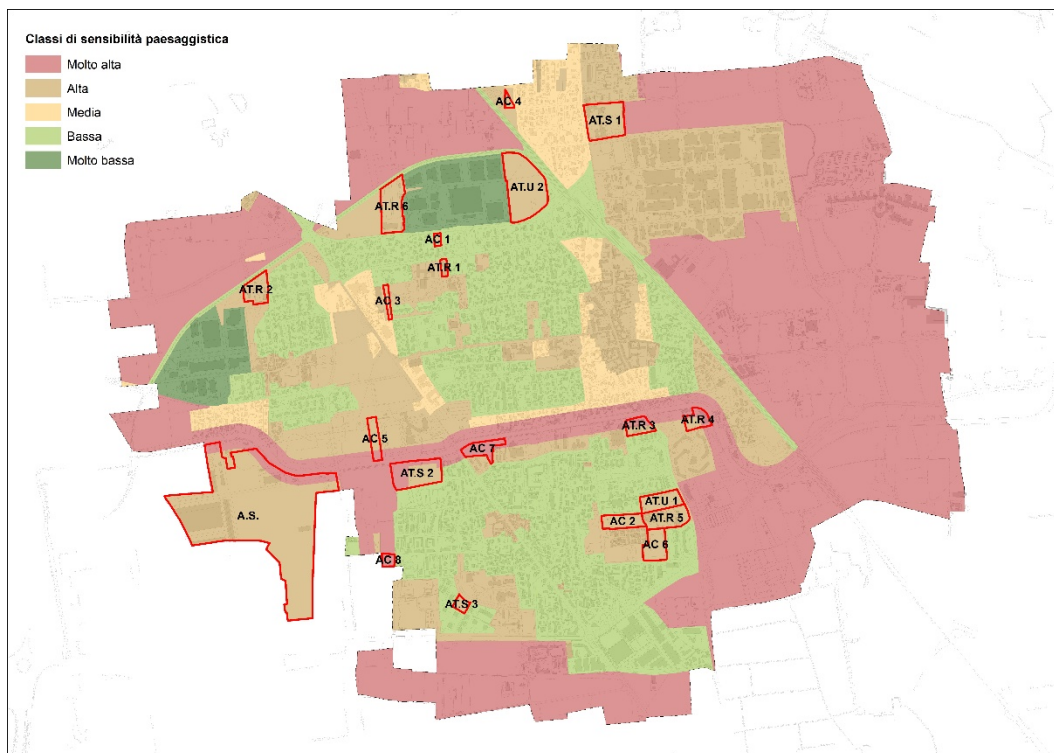 Classi di sensibilità paesaggistica
Molto alta
Alta
Media
Bassa
Molto bassa
AC 4
AT.S 1
AT.U 2
AT.R 6
AC 1
AT.R 1
AT.R 2
AC 3
AT.R 4
AT.R 3
AC 5
AC 7
AT.S 2
AT.U 1
A.S.
AC 2
AT.R 5
AC 6
AC 8
AT.S 3